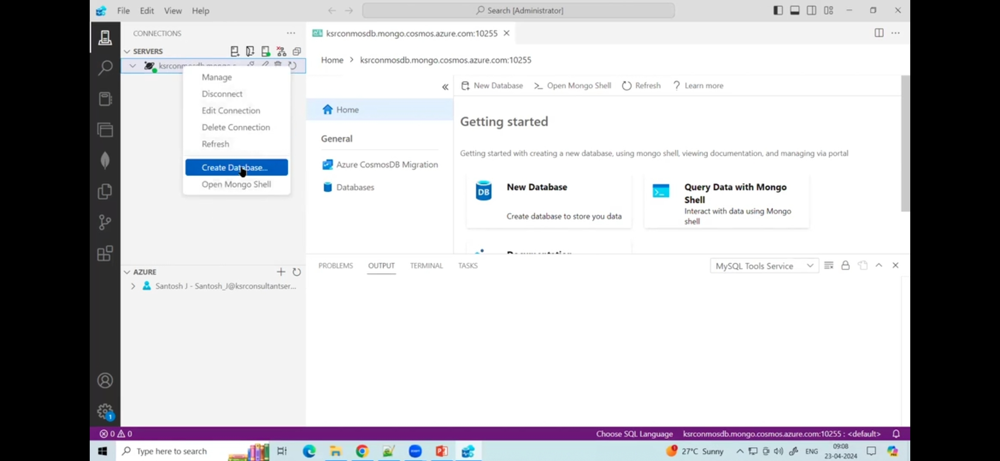 File Edit View Help
Search [Administrator]
CONNECTIONS
SERVERS
Manage
Disconnect
Edit Connection
Delete Connection
Refresh
Create Database...
Open Mongo Shell
AZURE
Santosh J - Santosh_J@ksrconsultantser...
ksrconmosdb.mongo.cosmos.azure.com:10255
Home > ksrconmosdb.mongo.cosmos.azure.com:10255
New Database Open Mongo Shell Refresh ? Learn more
Home
General
Azure CosmosDB Migration
Databases
Getting started
Getting started with creating a new database, using mongo shell, viewing documentation, and managing via portal
DB
New Database
Create database to store you data
Query Data with Mongo
Shell
Interact with data using Mongo
shell
PROBLEMS OUTPUT TERMINAL TASKS
MySQL Tools Service
1
0 0
Choose SQL Language ksrconmosdb.mongo.cosmos.azure.com:10255 : <default>
Type here to search
27°C Sunny
ENG
09:08
23-04-2024